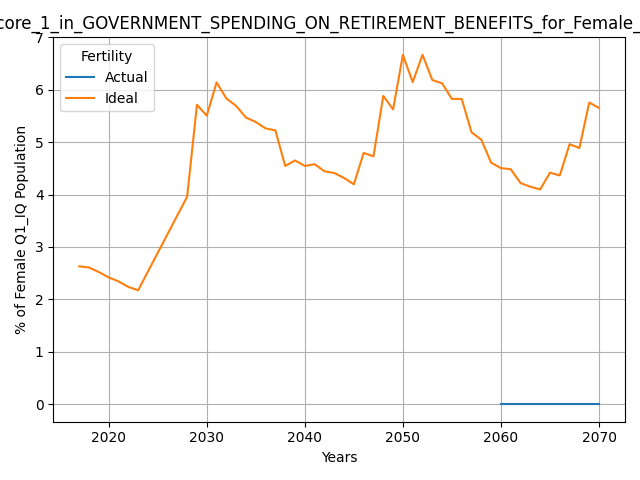 core_1_in_GOVERNMENT_SPENDING_ON_RETIREMENT_BENEFITS_for_Female_
7
6
5
4
3
2
1
0
% of Female Q1_IQ Population
Fertility
Actual
Ideal
2020 2030 2040 2050 2060 2070
Years